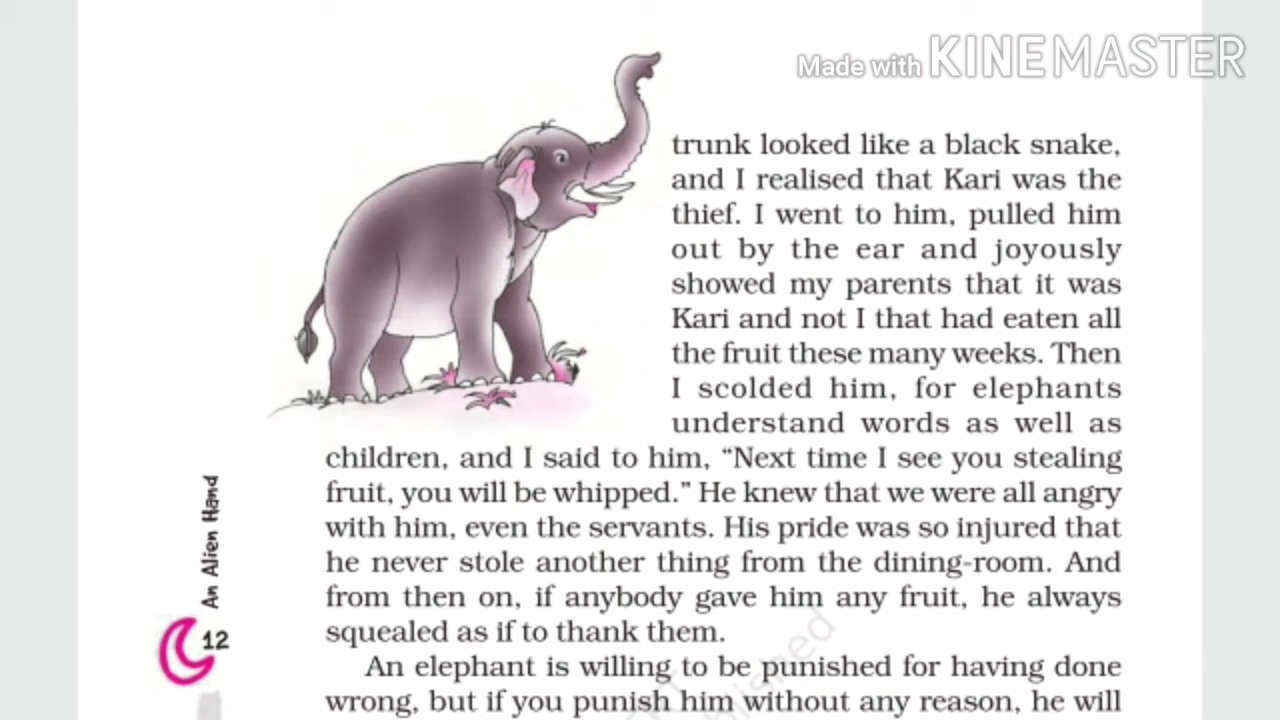 Made with KINEMASTER
trunk looked like a black snake,
and I realised that Kari was the
thief. I went to him, pulled him
out by the ear and joyously
showed my parents that it was
Kari and not I that had eaten all
the fruit these many weeks. Then
I scolded him, for elephants
understand words as well as
children, and I said to him, “Next time I see you stealing
fruit, you will be whipped.” He knew that we were all angry
with him, even the servants. His pride was so injured that
he never stole another thing from the dining-room. And
from then on, if anybody gave him any fruit, he always
squealed as if to thank them.
An elephant is willing to be punished for having done
wrong, but if you punish him without any reason, he will
An Alien Hand
12